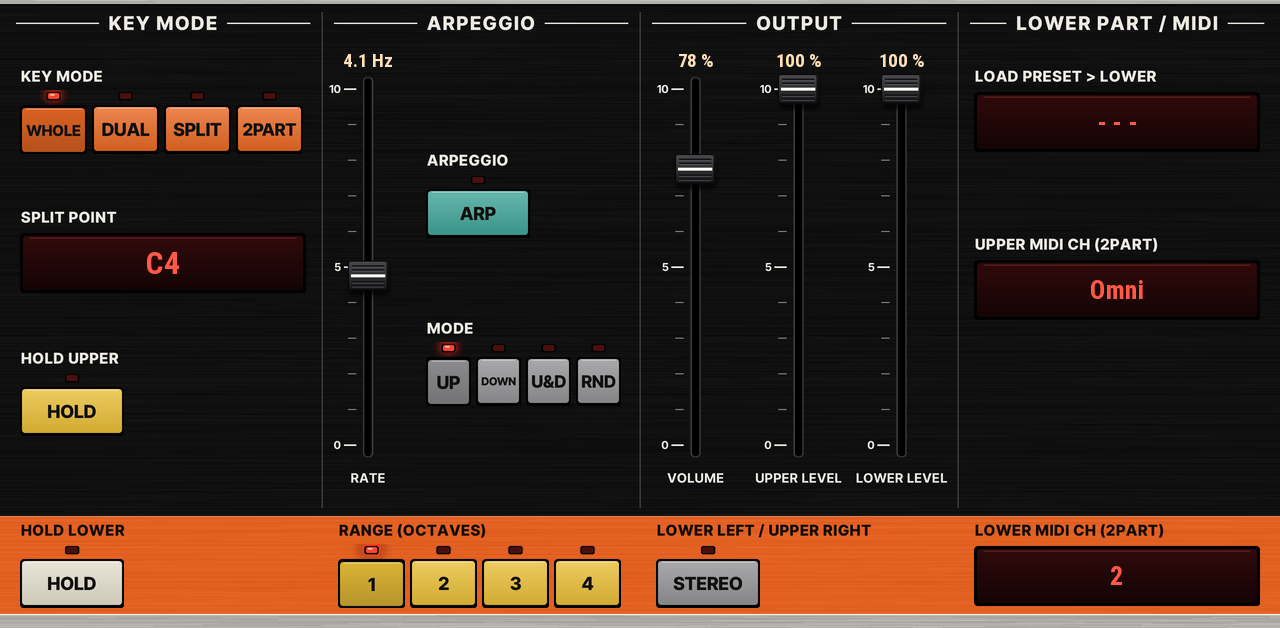 KEY MODE
ARPEGGIO
OUTPUT
LOWER PART / MIDI
KEY MODE
WHOLE
DUAL
SPLIT
2PART
SPLIT POINT
C4
HOLD UPPER
HOLD
4.1 Hz
10
5
0
RATE
ARPEGGIO
ARP
MODE
UP
DOWN
U&D
RND
78 %
10
5
0
VOLUME
100 %
10
5
0
UPPER LEVEL
100 %
10
5
0
LOWER LEVEL
LOAD PRESET > LOWER
---
UPPER MIDI CH (2PART)
Omni
HOLD LOWER
HOLD
RANGE (OCTAVES)
1
2
3
4
LOWER LEFT / UPPER RIGHT
STEREO
LOWER MIDI CH (2PART)
2